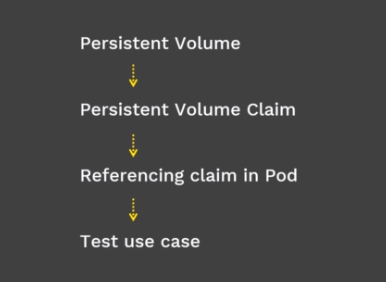 Persistent Volume
Persistent Volume Claim
Referencing claim in Pod
Test use case